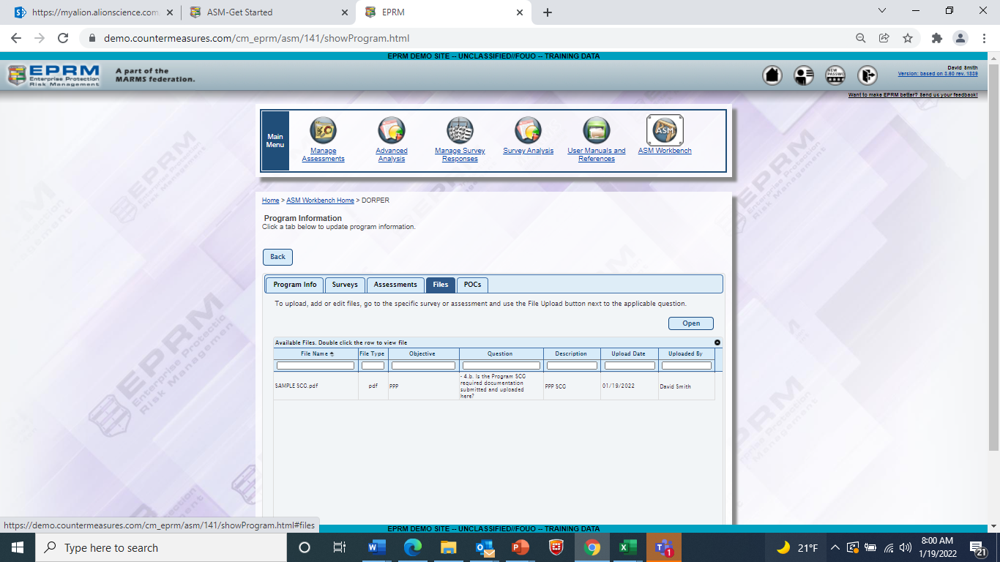 https://myalion.alionscience.com
ASM-Get Started
EPRM
demo.countermeasures.com/cm_eprm/asm/141/showProgram.html
EPRM DEMO SITE -- UNCLASSIFIED//FOUO -- TRAINING DATA
EPRM
Enterprise Protection
Risk Management
A part of the
MARMS federation.
NEW
PASSWD
David Smith
Version: based on 8.60 rev. 1839
Want to make EPRM better? Send us your feedback!
Main
Menu
Manage
Assessments
Advanced
Analysis
Manage Survey
Responses
Survey Analysis
User Manuals and
References
ASM
ASM Workbench
Home > ASM Workbench Home > DORPER
Program Information
Click a tab below to update program information.
Back
Program Info
Surveys
Assessments
Files
POCs
To upload, add or edit files, go to the specific survey or assessment and use the File Upload button next to the applicable question.
Open
Available Files. Double click the row to view file
File Name File Type Objective Question Description Upload Date Uploaded By
SAMPLE SCG.pdf pdf PPP
- 4.b. Is the Program SCG
required documentation
submitted and uploaded
here?
PPP SCG 01/19/2022 David Smith
https://demo.countermeasures.com/cm_eprm/asm/141/showProgram.html#files
EPRM DEMO SITE -- UNCLASSIFIED//FOUO -- TRAINING DATA
Type here to search
1
21°F
8:00 AM
1/19/2022
21